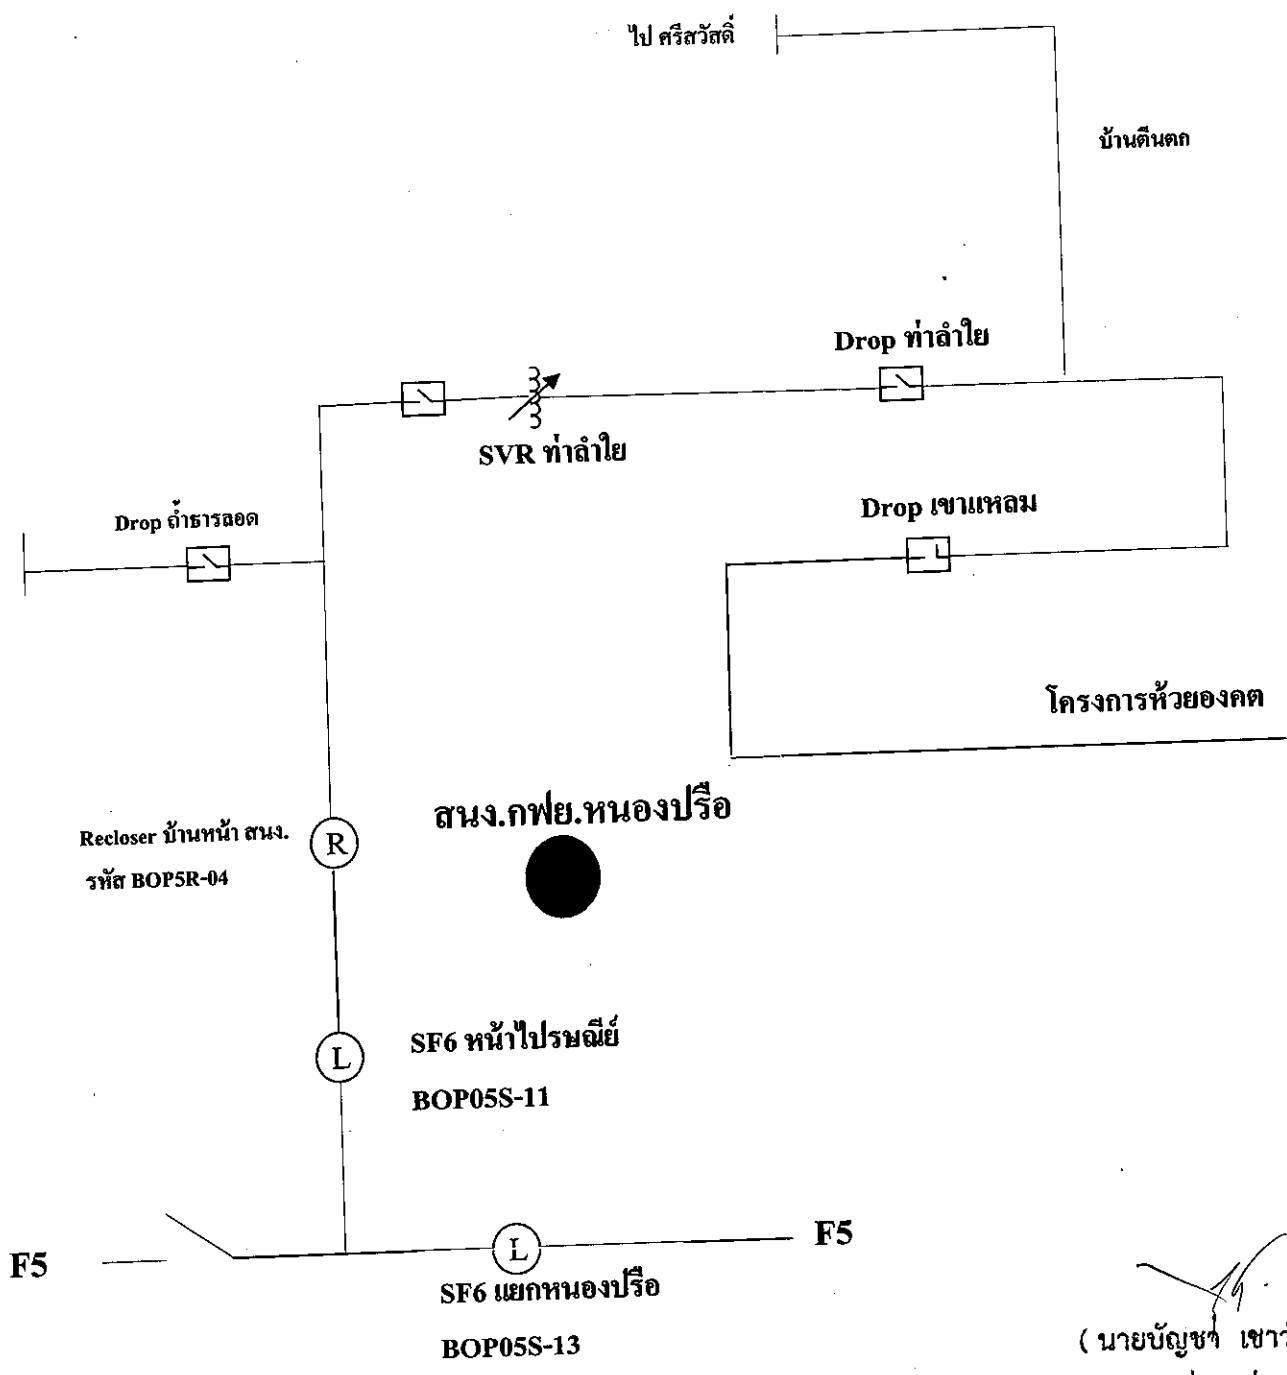 ไป ศรีสวัสดิ์
บ้านตีนตก
Drop ท่าลำใย
SVR ท่าลำใย
Drop ถ้ำธารลอด
Drop เขาแหลม
โครงการห้วยองคต
สนง.กฟย.หนองปรือ
Recloser บ้านหน้า สนง.
รหัส BOP5R-04
R
L
SF6 หน้าไปรษณีย์
BOP05S-11
F5
L
F5
SF6 แยกหนองปรือ
BOP05S-13
( นายบัญชา